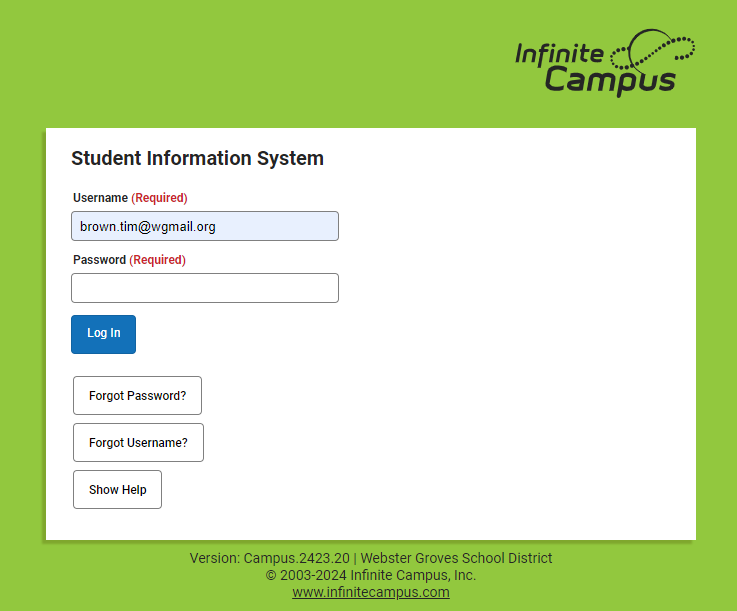 Infinite
Campus
Student Information System
Username (Required)
brown.tim@wgmail.org
Password (Required)
Log In
Forgot Password?
Forgot Username?
Show Help
Version: Campus.2423.20 | Webster Groves School District
© 2003-2024 Infinite Campus, Inc.
www.infinitecampus.com